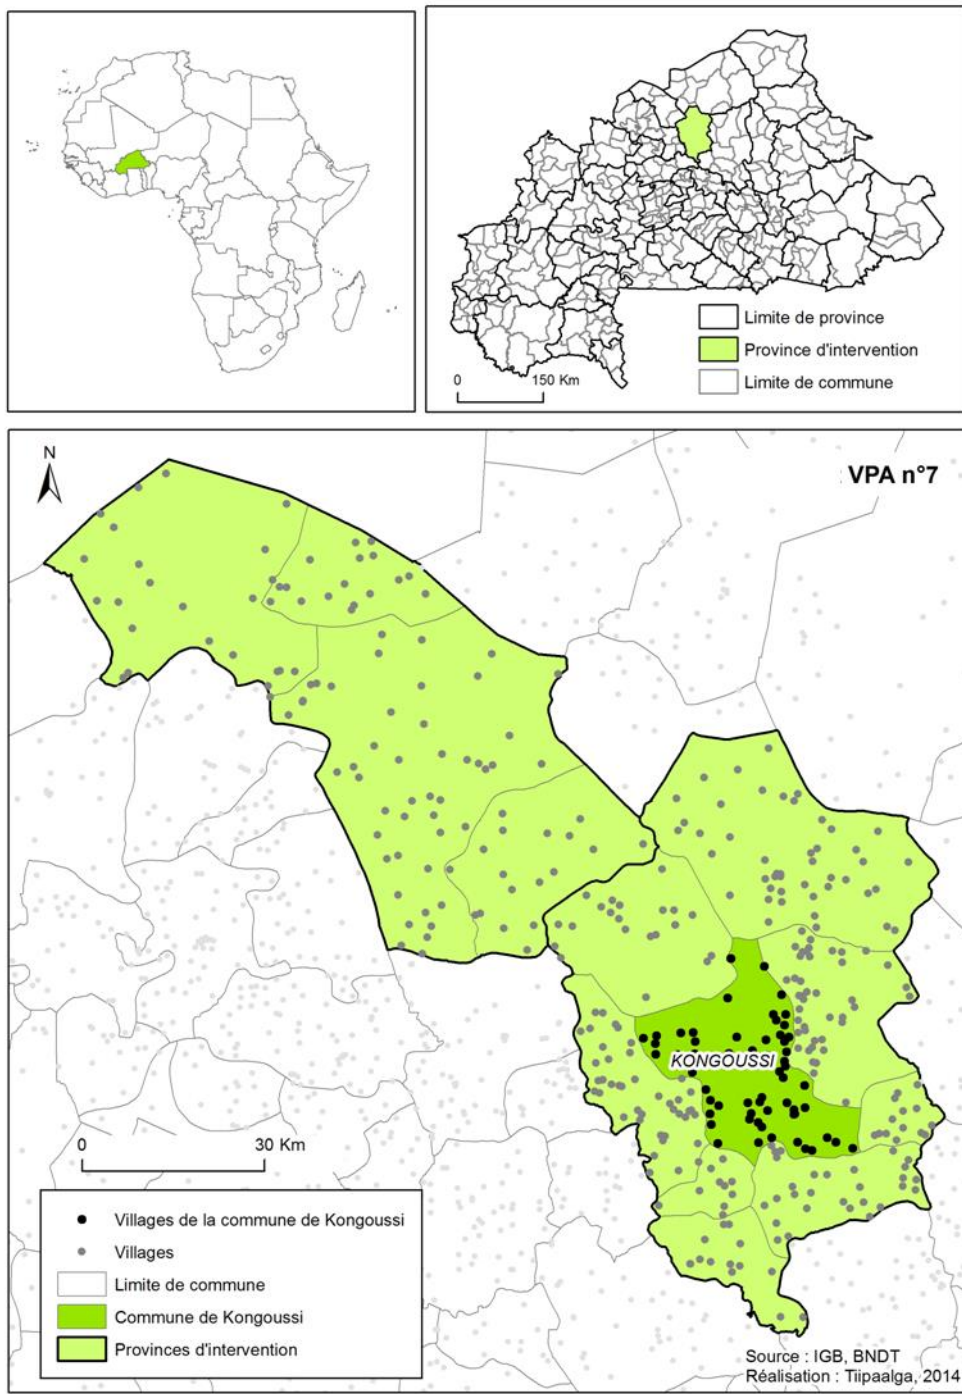 Limite de province
Province d'intervention
Limite de commune
0 150 Km
N
VPA n°7
KONGOUSSI
0 30 Km
Villages de la commune de Kongoussi
Villages
Limite de commune
Commune de Kongoussi
Provinces d'intervention
Source : IGB, BNDT
Réalisation : Tiipaalga, 2014